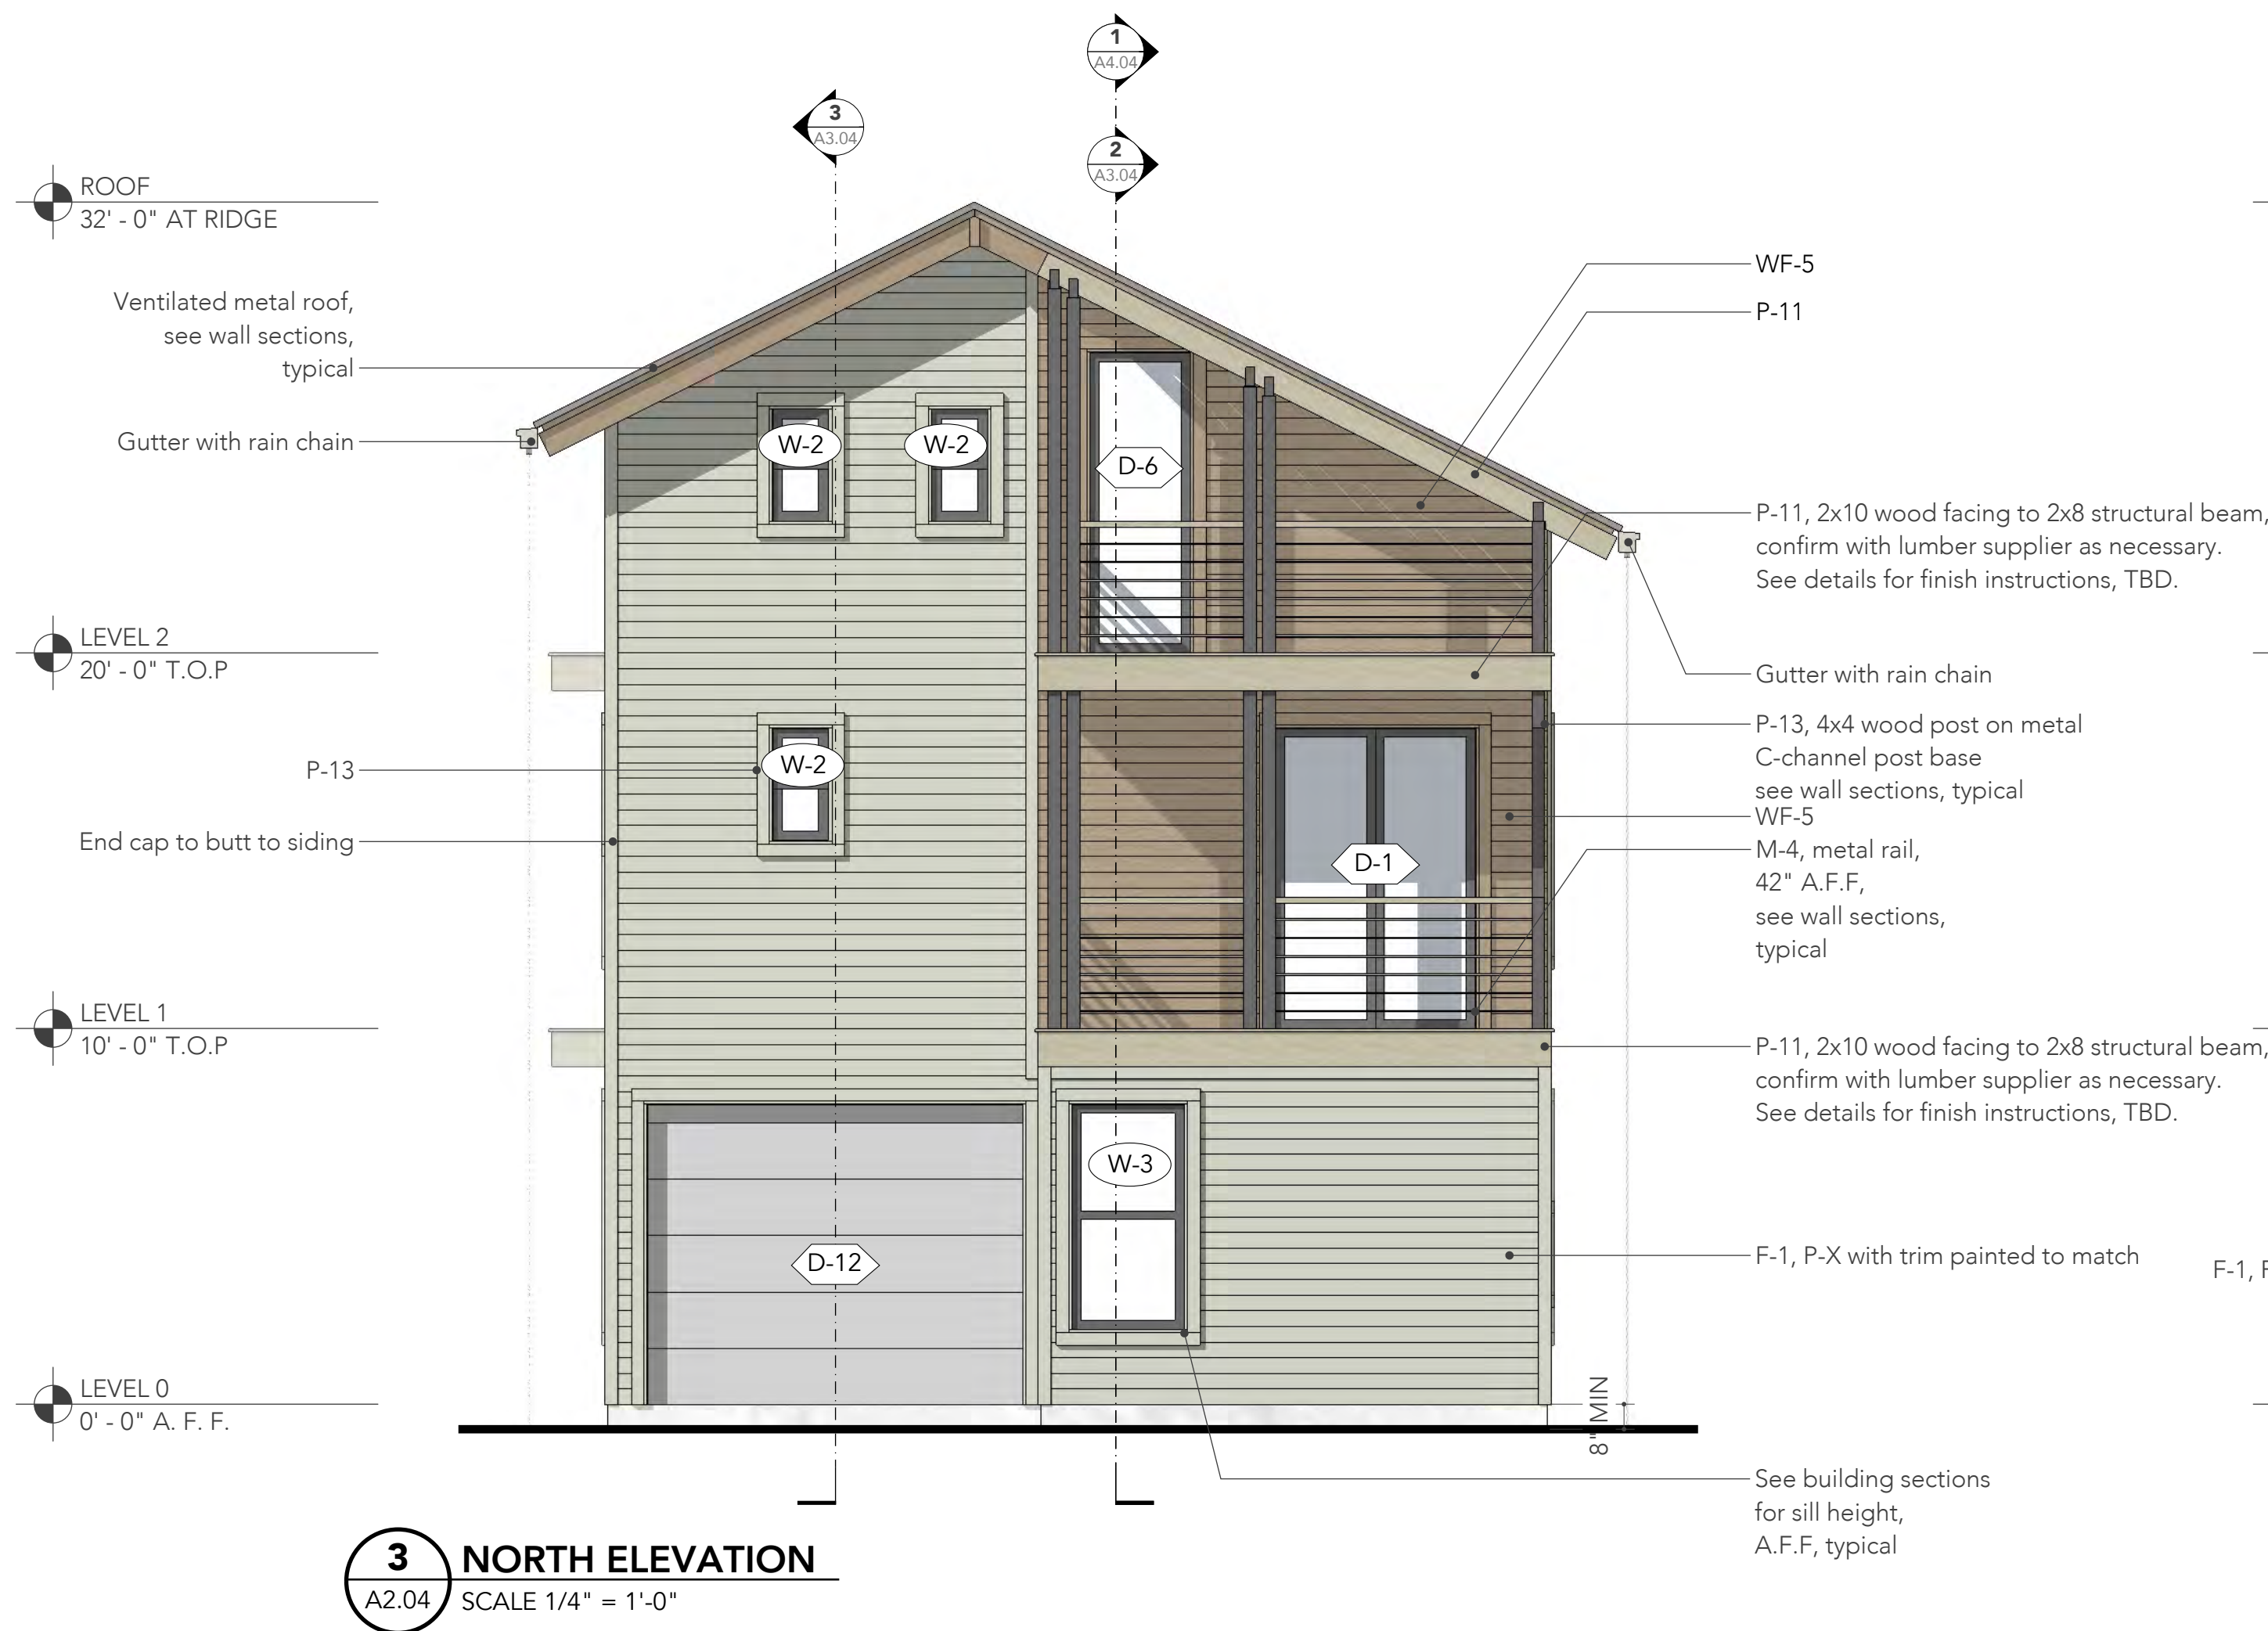 1
A4.04
3
A3.04
2
A3.04
ROOF
32' - 0" AT RIDGE
Ventilated metal roof,
see wall sections,
typical
Gutter with rain chain
LEVEL 2
20' - 0" T.O.P
P-13
End cap to butt to siding
LEVEL 1
10' - 0" T.O.P
LEVEL 0
0' - 0" A. F. F.
W-2
W-2
D-6
W-2
D-1
W-3
D-12
WF-5
P-11
P-11, 2x10 wood facing to 2x8 structural beam,
confirm with lumber supplier as necessary.
See details for finish instructions, TBD.
Gutter with rain chain
P-13, 4x4 wood post on metal
C-channel post base
see wall sections, typical
WF-5
M-4, metal rail,
42" A.F.F,
see wall sections,
typical
P-11, 2x10 wood facing to 2x8 structural beam,
confirm with lumber supplier as necessary.
See details for finish instructions, TBD.
F-1, P-X with trim painted to match
F-1,
8" MIN
See building sections
for sill height,
A.F.F, typical
3
A2.04
NORTH ELEVATION
SCALE 1/4" = 1'-0"